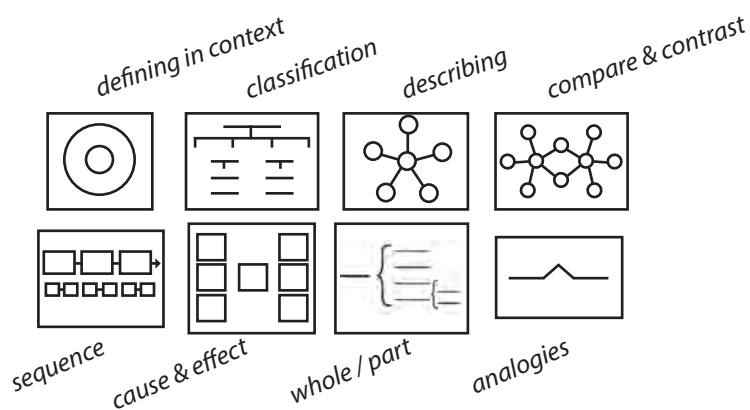 defining in context
classification
describing
compare & contrast
sequence
cause & effect
whole / part
analogies